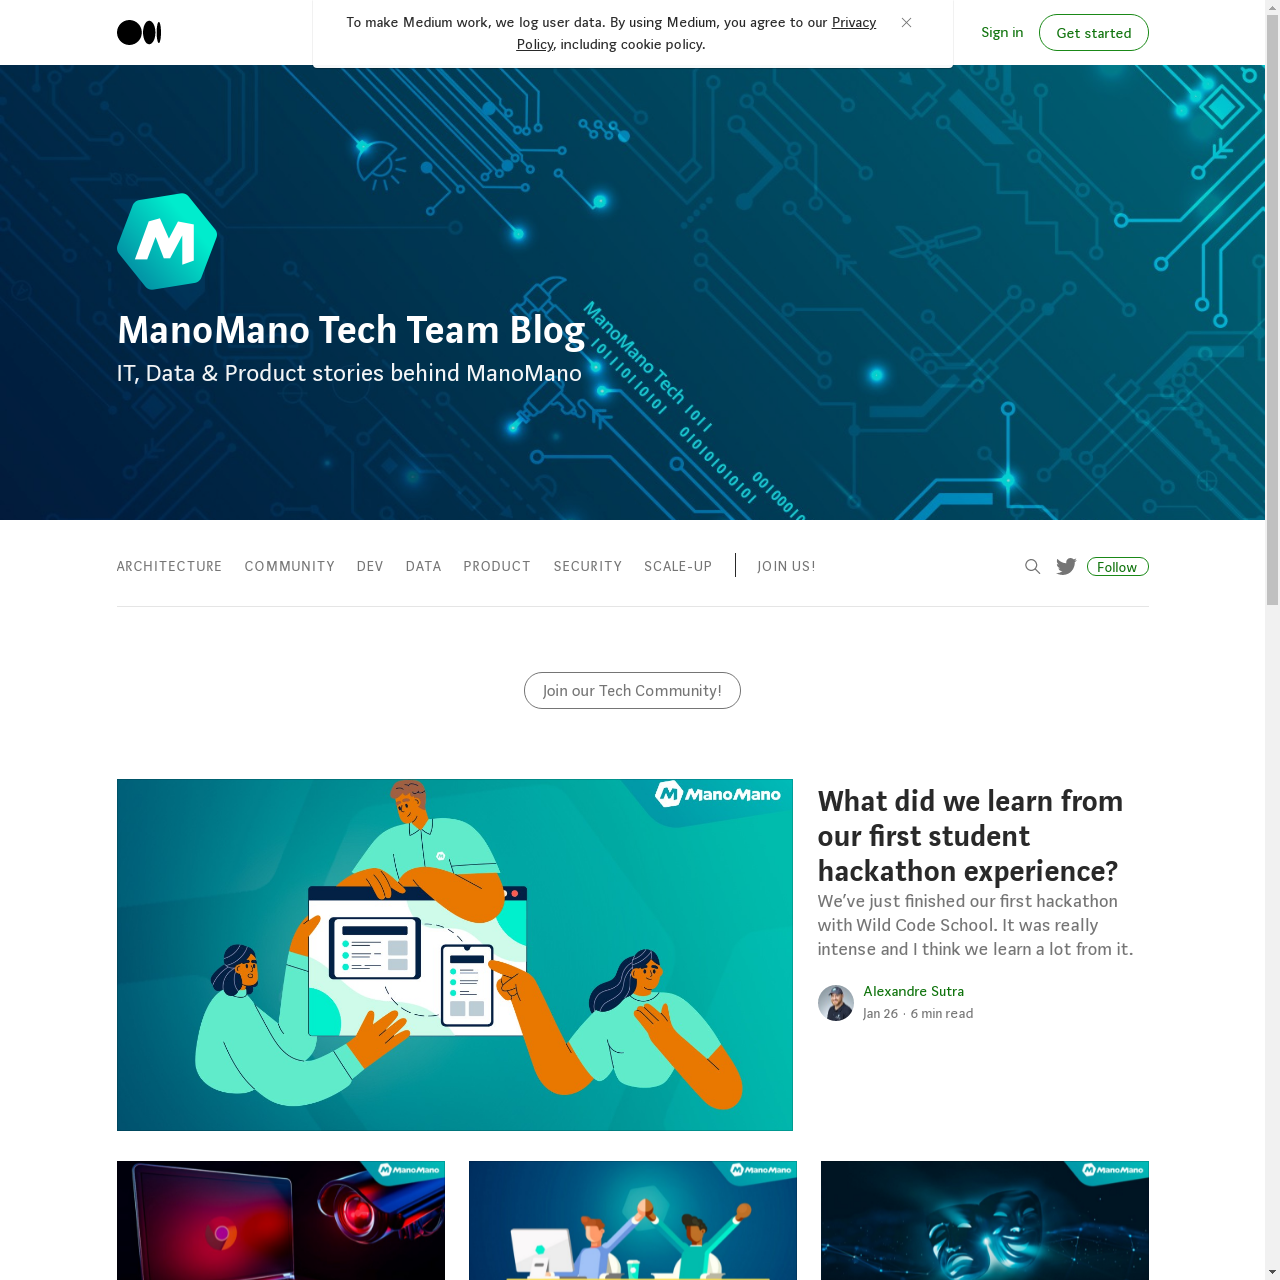 To make Medium work, we log user data. By using Medium, you agree to our Privacy
Policy, including cookie policy.
Sign in
Get started
ManoMano Tech Team Blog
IT, Data & Product stories behind ManoMano
ManoMano Tech 1011
101110110101
010101010101
00100010
ARCHITECTURE
COMMUNITY
DEV
DATA
PRODUCT
SECURITY
SCALE-UP
JOIN US!
Follow
Join our Tech Community!
ManoMano
What did we learn from
our first student
hackathon experience?
We’ve just finished our first hackathon
with Wild Code School. It was really
intense and I think we learn a lot from it.
Alexandre Sutra
Jan 26 · 6 min read
ManoMano
ManoMano
ManoMano